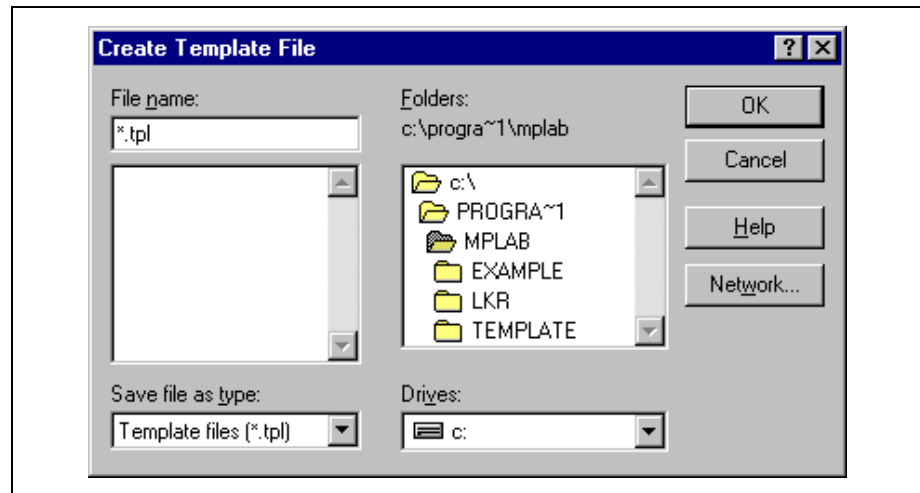 Create Template File
File name:
*.tpl
Folders:
c:\progra~1\mplab
c:\
PROGRA~1
MPLAB
EXAMPLE
LKR
TEMPLATE
OK
Cancel
Help
Network...
Save file as type:
Template files (*.tpl)
Drives:
c: